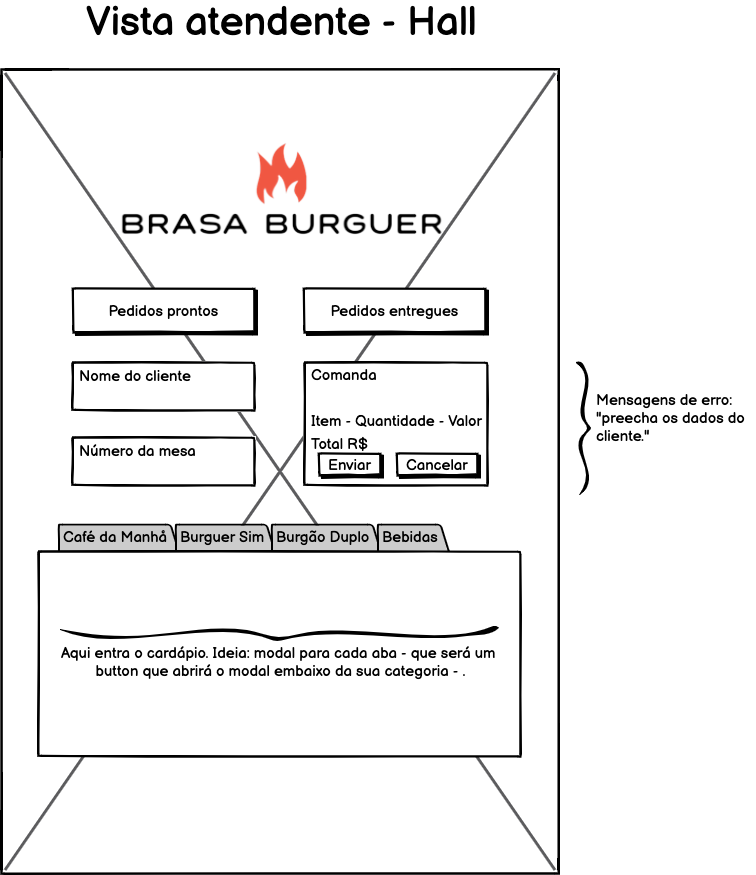 Vista atendente - Hall
BRASA BURGUER
Pedidos prontos
Pedidos entregues
Nome do cliente
Número da mesa
Comanda
Item - Quantidade - Valor
Total R$
Enviar
Cancelar
Mensagens de erro:
"preecha os dados do
cliente."
Café da Manhã
Burguer Sim
Burgão Duplo
Bebidas
Aqui entra o cardápio. Ideia: modal para cada aba - que será um
button que abrirá o modal embaixo da sua categoria - .